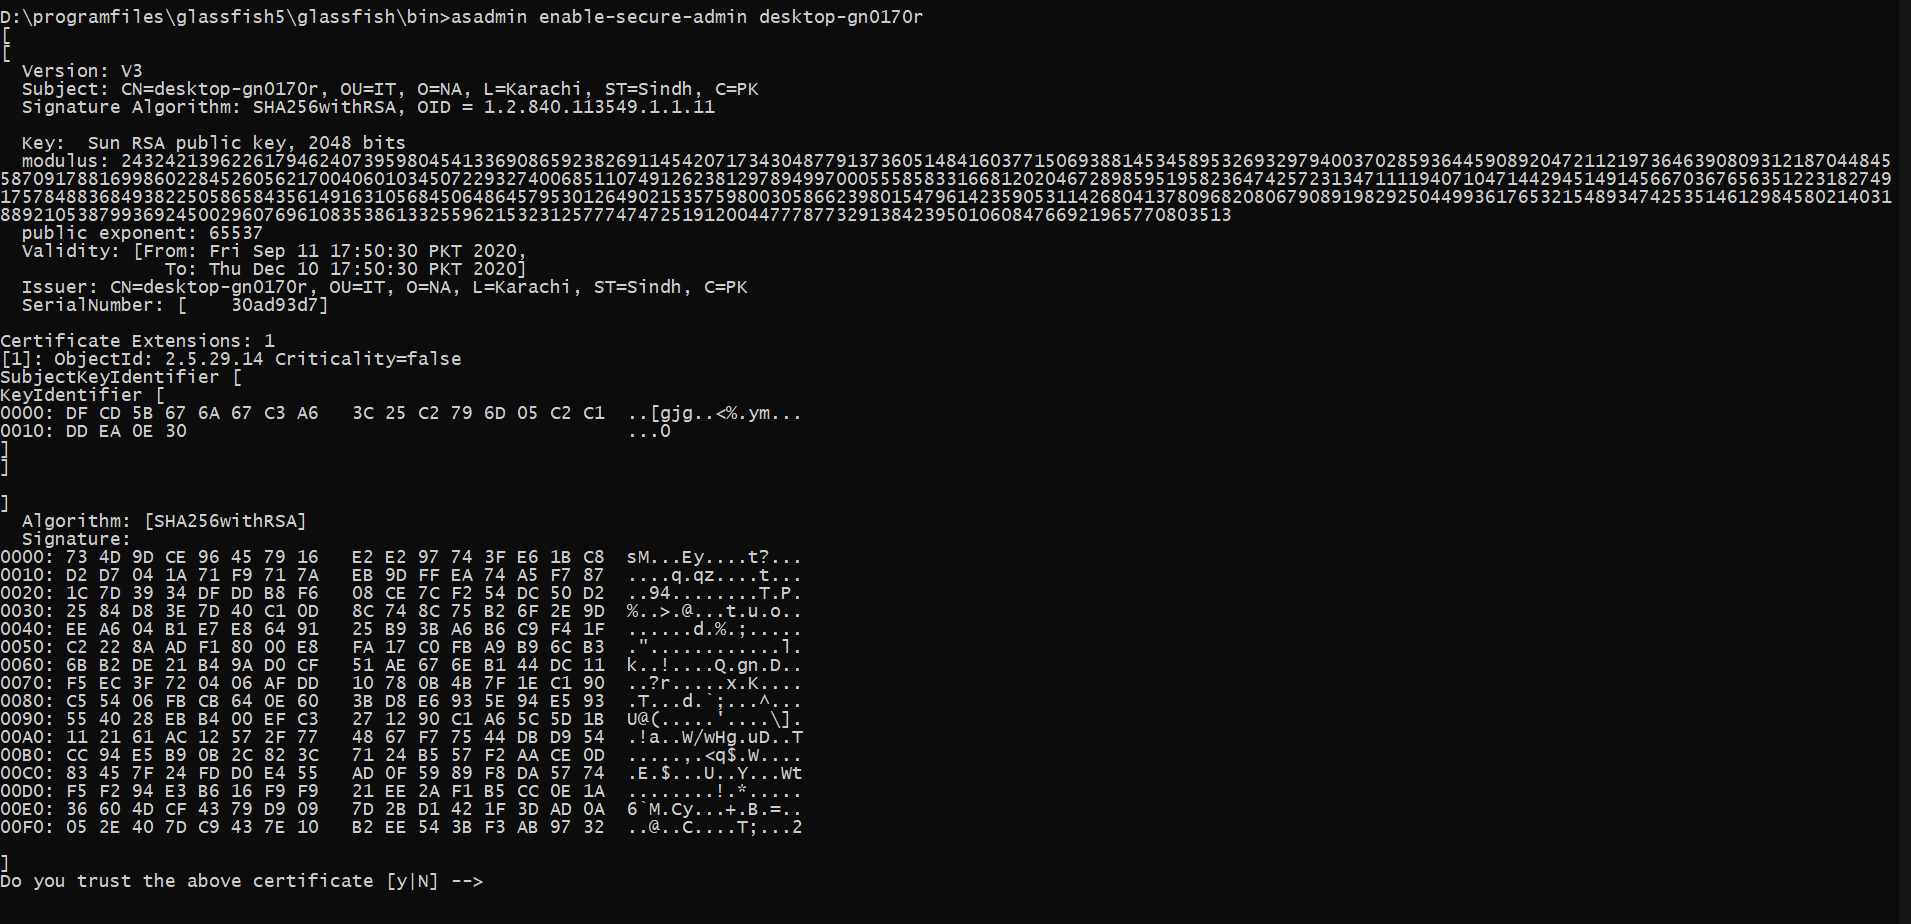 D:\programfiles\glassfish5\glassfish\bin>asadmin enable-secure-admin desktop-gn0170r
[
[
  Version: V3
  Subject: CN=desktop-gn0170r, OU=IT, O=NA, L=Karachi, ST=Sindh, C=PK
  Signature Algorithm: SHA256withRSA, OID = 1.2.840.113549.1.1.11
  Key:  Sun RSA public key, 2048 bits
  modulus: 24324213962261794624073959804541336908659238269114542071734304877913736051484160377150693881453458953269329794003702859364459089204721121973646390809312187044845
587091788169986022845260562170040601034507229327400685110749126238129789499700055585833166812020467289859519582364742572313471111940710471442945149145667036765635122318274 9
1757848836849382250586584356149163105684506486457953012649021535759800305866239801547961423590531142680413780968208067908919829250449936176532154893474253514612984580214031
889210538799369245002960769610835386133255962153231257774747251912004477787732913842395010608476692196577080 3513
  public exponent: 65537
  Validity: [From: Fri Sep 11 17:50:30 PKT 2020,
               To: Thu Dec 10 17:50:30 PKT 2020]
  Issuer: CN=desktop-gn0170r, OU=IT, O=NA, L=Karachi, ST=Sindh, C=PK
  SerialNumber: [    30ad93d7]
Certificate Extensions: 1
[1]: ObjectId: 2.5.29.14 Criticality=false
SubjectKeyIdentifier [
KeyIdentifier [
0000: DF CD 5B 67 6A 67 C3 A6   3C 25 C2 79 6D 05 C2 C1  ..[gjg..<%.ym...
0010: DD EA 0E 30                                        ...0
]
]
]
  Algorithm: [SHA256withRSA]
  Signature:
0000: 73 4D 9D CE 96 45 79 16   E2 E2 97 74 3F E6 1B C8  sM...Ey....t?...
0010: D2 D7 04 1A 71 F9 71 7A   EB 9D FF EA 74 A5 F7 87  ....q.qz....t...
0020: 1C 7D 39 34 DF DD B8 F6   08 CE 7C F2 54 DC 50 D2  ..94........T.P.
0030: 25 84 D8 3E 7D 40 C1 0D   8C 74 8C 75 B2 6F 2E 9D  %..>.@...t.u.o..
0040: EE A6 04 B1 E7 E8 64 91   25 B9 3B A6 B6 C9 F4 1F  ......d.%.;.....
0050: C2 22 8A AD F1 80 00 E8   FA 17 C0 FB A9 B9 6C B3  ."............l.
0060: 6B B2 DE 21 B4 9A D0 CF   51 AE 67 6E B1 44 DC 11  k..!....Q.gn.D..
0070: F5 EC 3F 72 04 06 AF DD   10 78 0B 4B 7F 1E C1 90  ..?r.....x.K....
0080: C5 54 06 FB CB 64 0E 60   3B D8 E6 93 5E 94 E5 93  .T...d.`;...^...
0090: 55 40 28 EB B4 00 EF C3   27 12 90 C1 A6 5C 5D 1B  U@(.....'....\].
00A0: 11 21 61 AC 12 57 2F 77   48 67 F7 75 44 DB D9 54  .!a..W/wHg.uD..T
00B0: CC 94 E5 B9 0B 2C 82 3C   71 24 B5 57 F2 AA CE 0D  .....,.<q$.W....
00C0: 83 45 7F 24 FD D0 E4 55   AD 0F 59 89 F8 DA 57 74  .E.$...U..Y...Wt
00D0: F5 F2 94 E3 B6 16 F9 F9   21 EE 2A F1 B5 CC 0E 1A  ........!.*.....
00E0: 36 60 4D CF 43 79 D9 09   7D 2B D1 42 1F 3D AD 0A  6`M.Cy...+.B.=..
00F0: 05 2E 40 7D C9 43 7E 10   B2 EE 54 3B F3 AB 97 32  ..@..C....T;...2
]
Do you trust the above certificate [y|N] -->